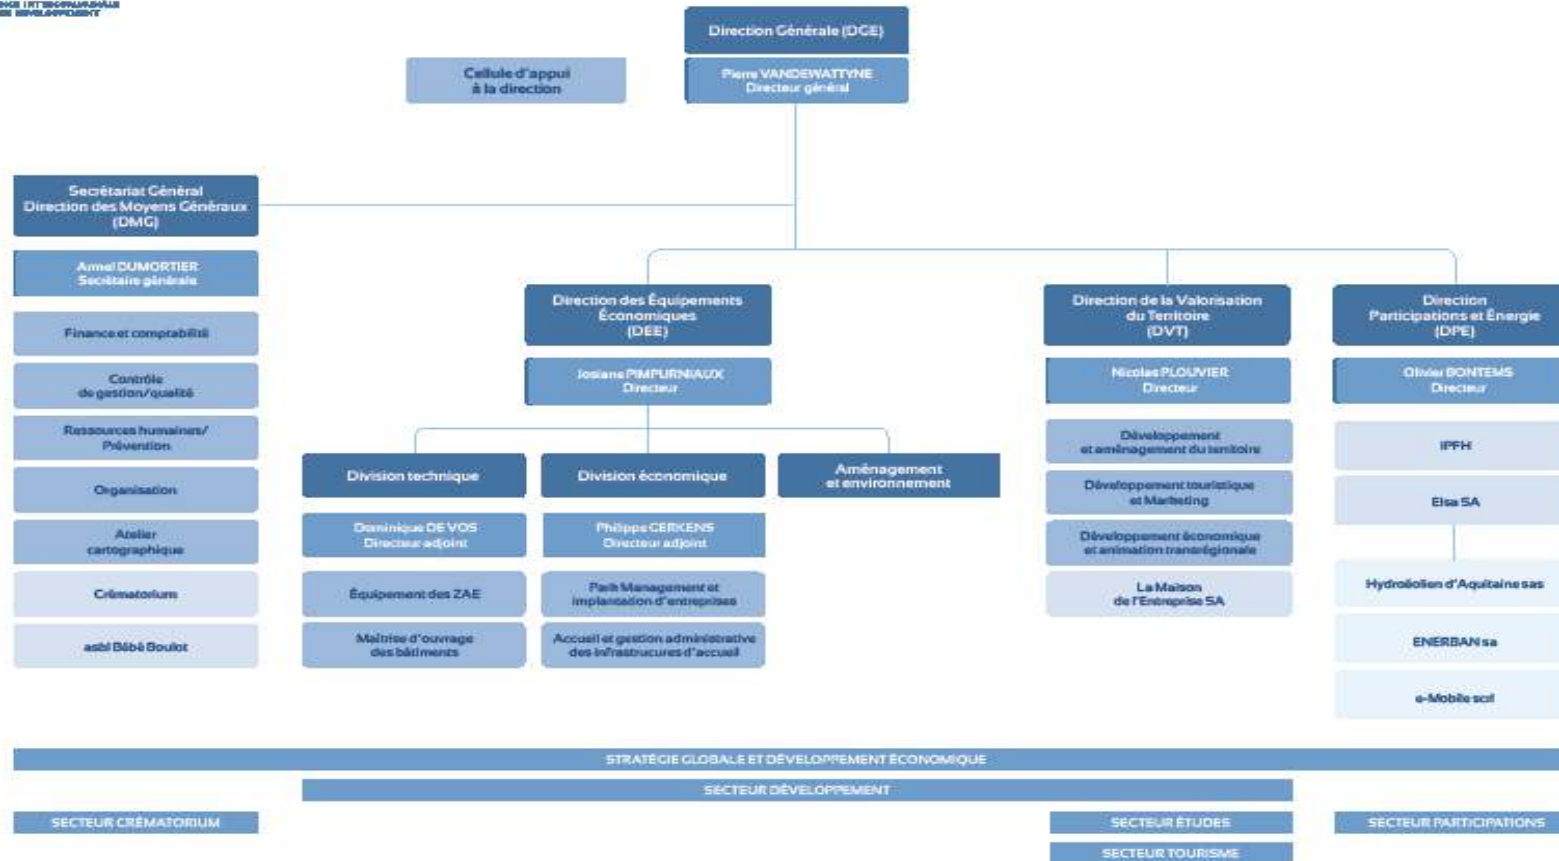 Direction Générale (DGE)
Cellule d'appui
à la direction
Pierre VANDEWATTYNE
Directeur général
Secrétariat Général
Direction des Moyens Généraux
(DMG)
Armel DUMORTIER
Secrétaire générale
Finance et comptabilité
Contrôle
de gestion/qualité
Ressources humaines/
Prévention
Organisation
Atelier
cartographique
Crématorium
asbl Bébé Boulot
Direction des Équipements
Économiques
(DEE)
Josiane PIMPURNIAUX
Directeur
Division technique
Dominique DE VOS
Directeur adjoint
Équipement des ZAE
Maîtrise d'ouvrage
des bâtiments
Division économique
Philippe CERKENS
Directeur adjoint
Park Management et
implantation d'entreprises
Accueil et gestion administrative
des infrastrucures d'accueil
Aménagement
et environnement
Direction de la Valorisation
du Territoire
(DVT)
Nicolas PLOUVIER
Directeur
Développement
et aménagement du territoire
Développement touristique
et Marketing
Développement économique
et animation transrégionale
La Maison
de l'Entreprise SA
Direction
Participations et Énergie
(DPE)
Olivier BONTEMS
Directeur
IPFH
Elsa SA
Hydroéolien d'Aquitaine sas
ENERBAN sa
e-Mobile scrl
STRATÉGIE GLOBALE ET DÉVELOPPEMENT ÉCONOMIQUE
SECTEUR DÉVELOPPEMENT
SECTEUR CRÉMATORIUM
SECTEUR ÉTUDES
SECTEUR PARTICIPATIONS
SECTEUR TOURISME